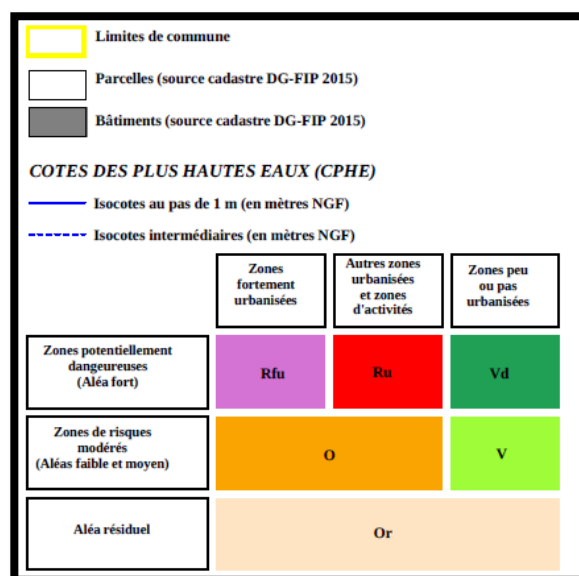 Limites de commune
Parcelles (source cadastre DG-FIP 2015)
Bâtiments (source cadastre DG-FIP 2015)
COTES DES PLUS HAUTES EAUX (CPHE)
Isocotes au pas de 1 m (en mètres NGF)
Isocotes intermédiaires (en mètres NGF)
Zones
fortement
urbanisées
Autres zones
urbanisées
et zones
d'activités
Zones peu
ou pas
urbanisées
Zones potentiellement
dangeureuses
(Aléa fort)
Rfu
Ru
Vd
Zones de risques
modérés
(Aléas faible et moyen)
O
V
Aléa résiduel
Or